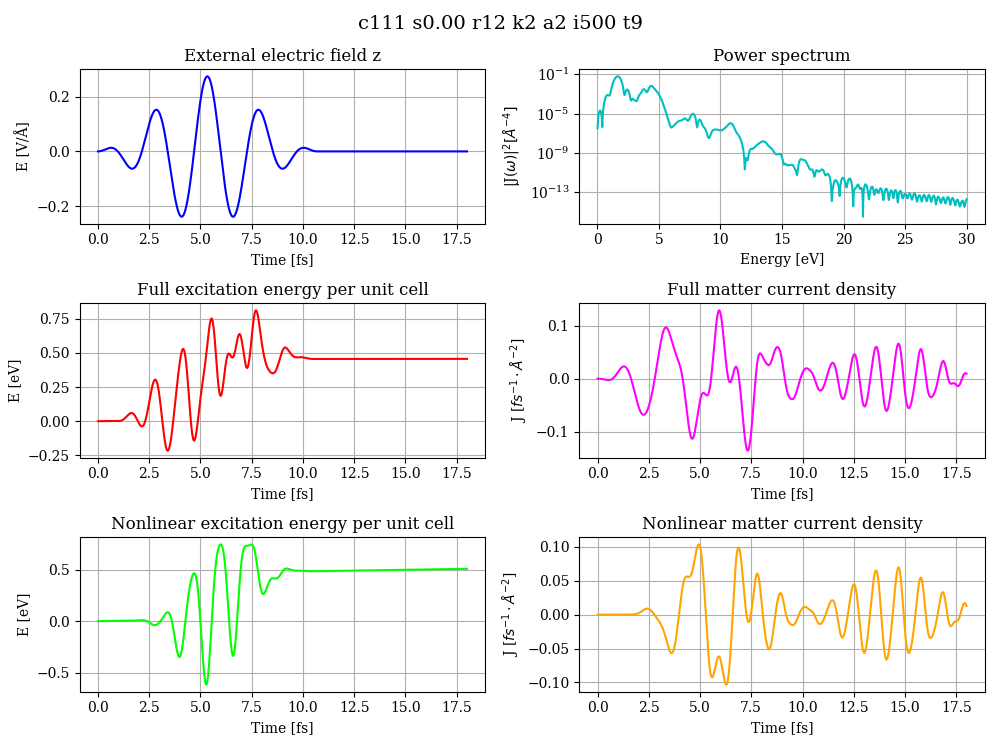 c111 s0.00 r12 k2 a2 i500 t9
External electric field z
E [V/Å]
0.2
0.0
−0.2
0.0 2.5 5.0 7.5 10.0 12.5 15.0 17.5
Time [fs]
Power spectrum
|J(ω)|²[Å⁻⁴]
10⁻¹
10⁻⁵
10⁻⁹
10⁻¹³
0 5 10 15 20 25 30
Energy [eV]
Full excitation energy per unit cell
E [eV]
0.75
0.50
0.25
0.00
−0.25
0.0 2.5 5.0 7.5 10.0 12.5 15.0 17.5
Time [fs]
Full matter current density
J [fs⁻¹ · Å⁻²]
0.1
0.0
−0.1
0.0 2.5 5.0 7.5 10.0 12.5 15.0 17.5
Time [fs]
Nonlinear excitation energy per unit cell
E [eV]
0.5
0.0
−0.5
0.0 2.5 5.0 7.5 10.0 12.5 15.0 17.5
Time [fs]
Nonlinear matter current density
J [fs⁻¹ · Å⁻²]
0.10
0.05
0.00
−0.05
−0.10
0.0 2.5 5.0 7.5 10.0 12.5 15.0 17.5
Time [fs]